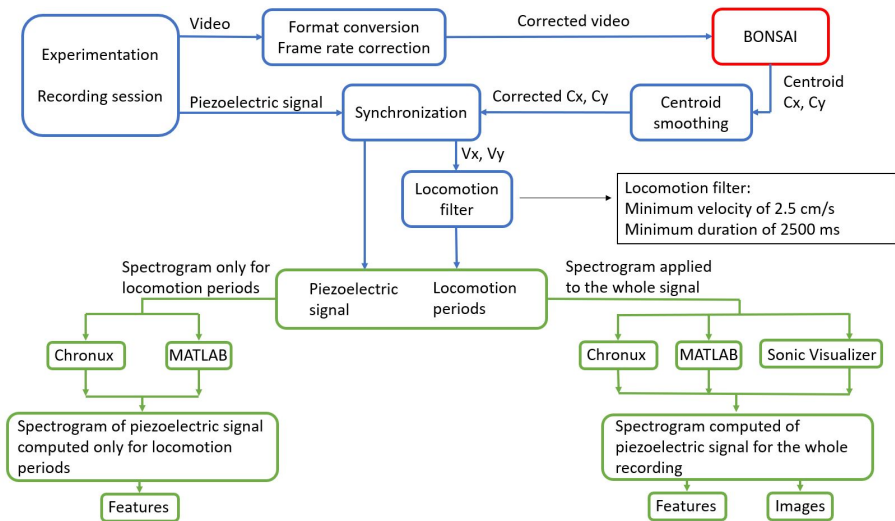 Video
Format conversion
Frame rate correction
Corrected video
BONSAI
Experimentation
Recording session
Piezoelectric signal
Synchronization
Corrected Cx, Cy
Centroid
smoothing
Centroid
Cx, Cy
Vx, Vy
Locomotion
filter
Locomotion filter:
Minimum velocity of 2.5 cm/s
Minimum duration of 2500 ms
Spectrogram only for
locomotion periods
Piezoelectric
signal
Locomotion
periods
Spectrogram applied
to the whole signal
Chronux
MATLAB
Chronux
MATLAB
Sonic Visualizer
Spectrogram of piezoelectric signal
computed only for locomotion
periods
Spectrogram computed of
piezoelectric signal for the whole
recording
Features
Features
Images